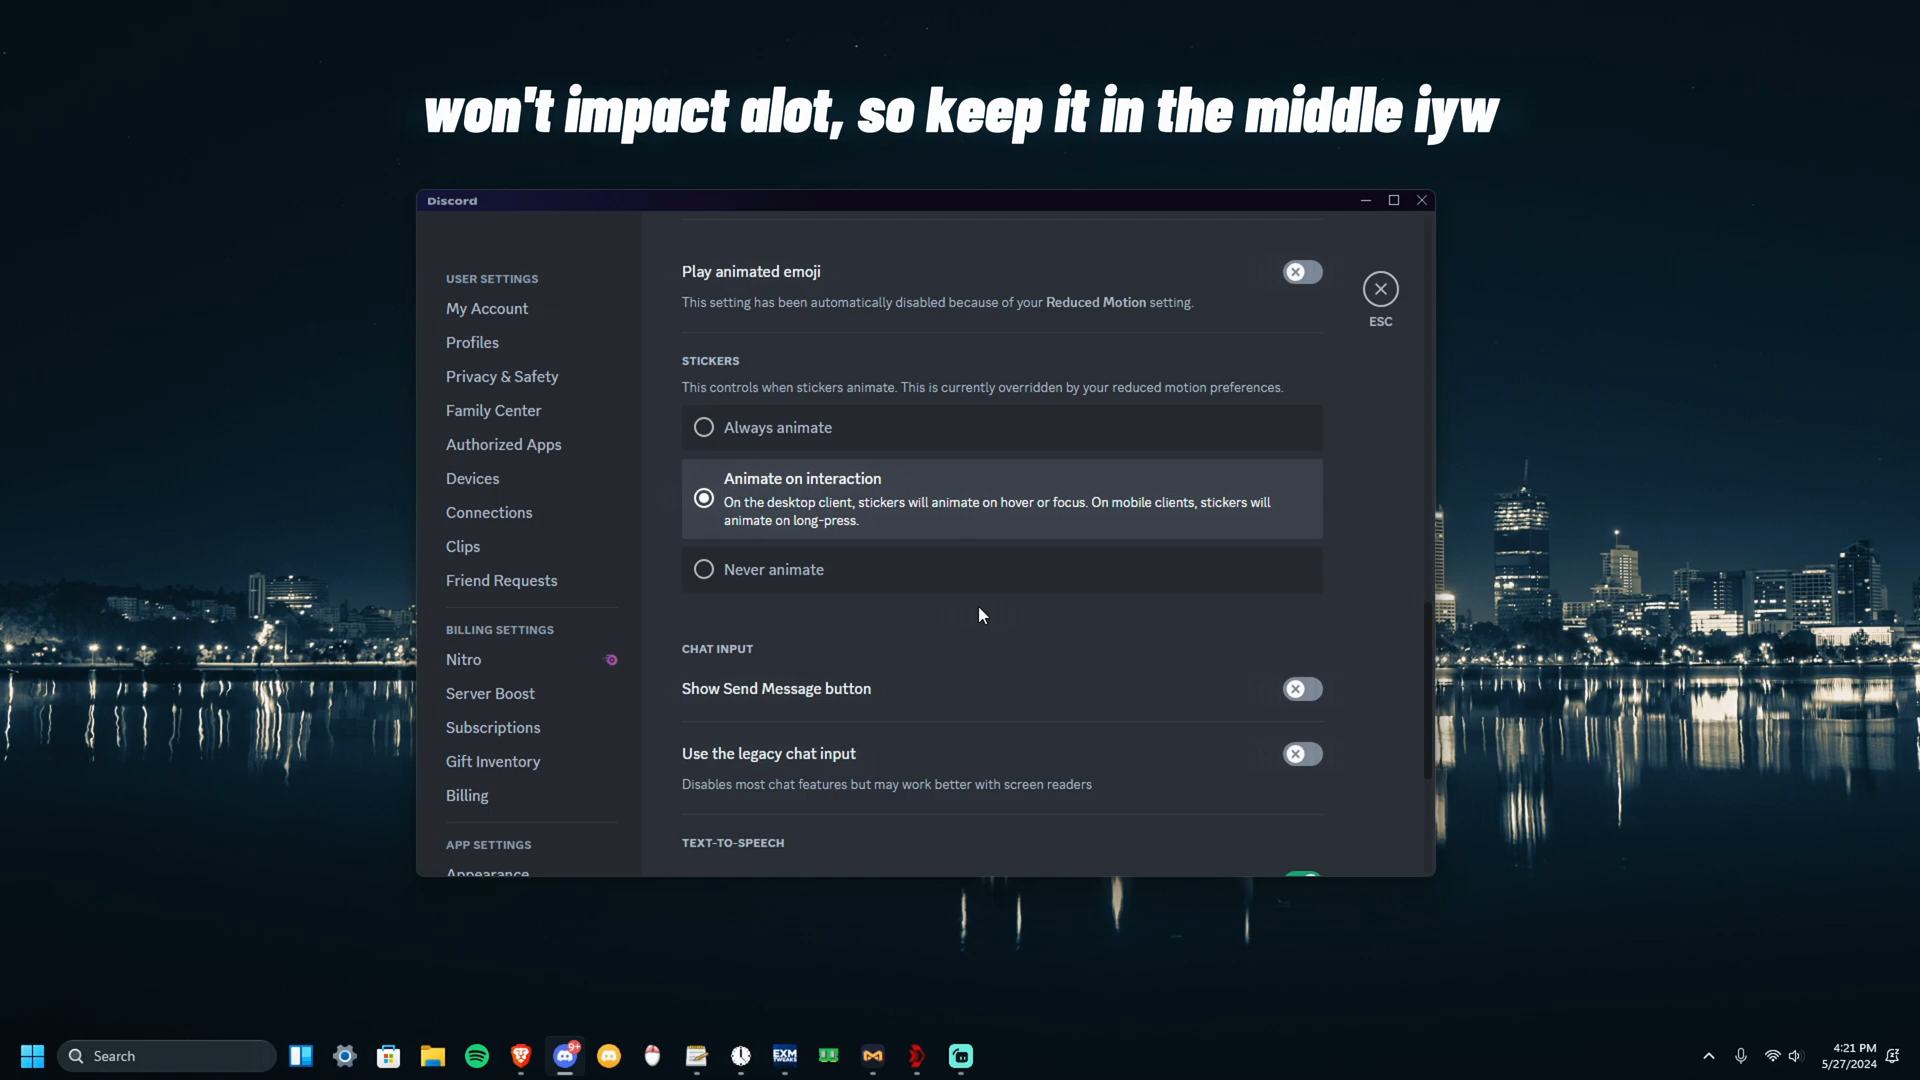 won't impact alot, so keep it in the middle iyw
Discord
USER SETTINGS
My Account
Profiles
Privacy & Safety
Family Center
Authorized Apps
Devices
Connections
Clips
Friend Requests
BILLING SETTINGS
Nitro
Server Boost
Subscriptions
Gift Inventory
Billing
APP SETTINGS
Appearance
Play animated emoji
This setting has been automatically disabled because of your Reduced Motion setting.
STICKERS
This controls when stickers animate. This is currently overridden by your reduced motion preferences.
Always animate
Animate on interaction
On the desktop client, stickers will animate on hover or focus. On mobile clients, stickers will
animate on long-press.
Never animate
CHAT INPUT
Show Send Message button
Use the legacy chat input
Disables most chat features but may work better with screen readers
TEXT-TO-SPEECH
ESC
Search
9+
EXM
TWEAKS
4:21 PM
5/27/2024